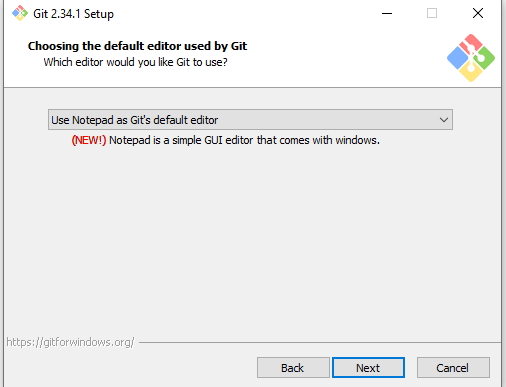 Git 2.34.1 Setup
Choosing the default editor used by Git
Which editor would you like Git to use?
Use Notepad as Git's default editor
(NEW!) Notepad is a simple GUI editor that comes with windows.
https://gitforwindows.org/
Back Next Cancel